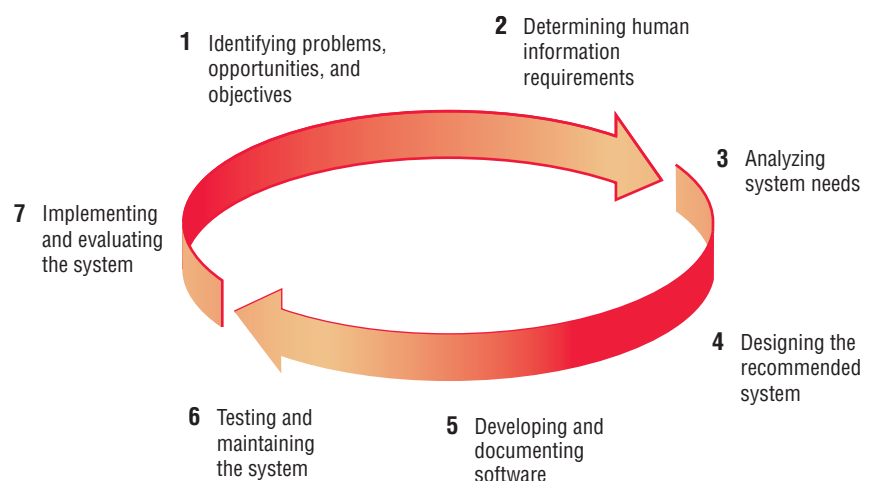 1 Identifying problems,
opportunities, and
objectives
2 Determining human
information
requirements
3 Analyzing
system needs
4 Designing the
recommended
system
5 Developing and
documenting
software
6 Testing and
maintaining
the system
7 Implementing
and evaluating
the system